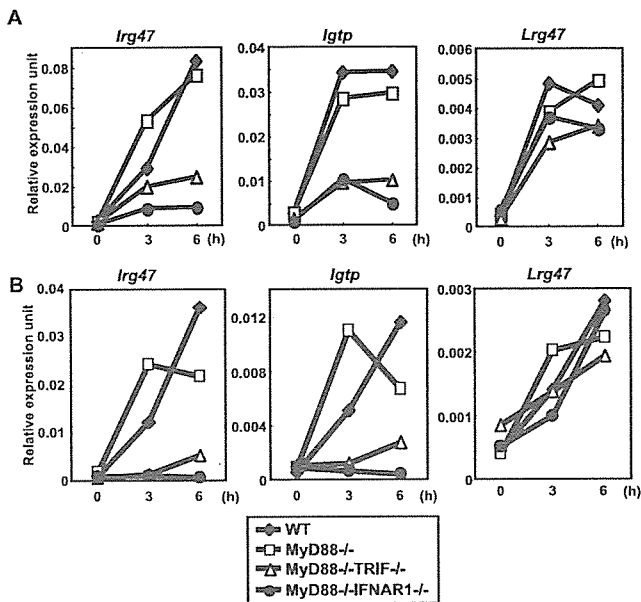 A
Irg47
Igtp
Lrg47
Relative expression unit
0.08
0.06
0.04
0.02
0
0 3 6 (h)
0.04
0.03
0.02
0.01
0
0 3 6 (h)
0.006
0.005
0.004
0.003
0.002
0.001
0
0 3 6 (h)
B
Irg47
Igtp
Lrg47
Relative expression unit
0.04
0.03
0.02
0.01
0
0 3 6 (h)
0.012
0.008
0.004
0
0 3 6 (h)
0.003
0.002
0.001
0
0 3 6 (h)
WT
MyD88-/-
MyD88-/-TRIF-/-
MyD88-/-IFNAR1-/-